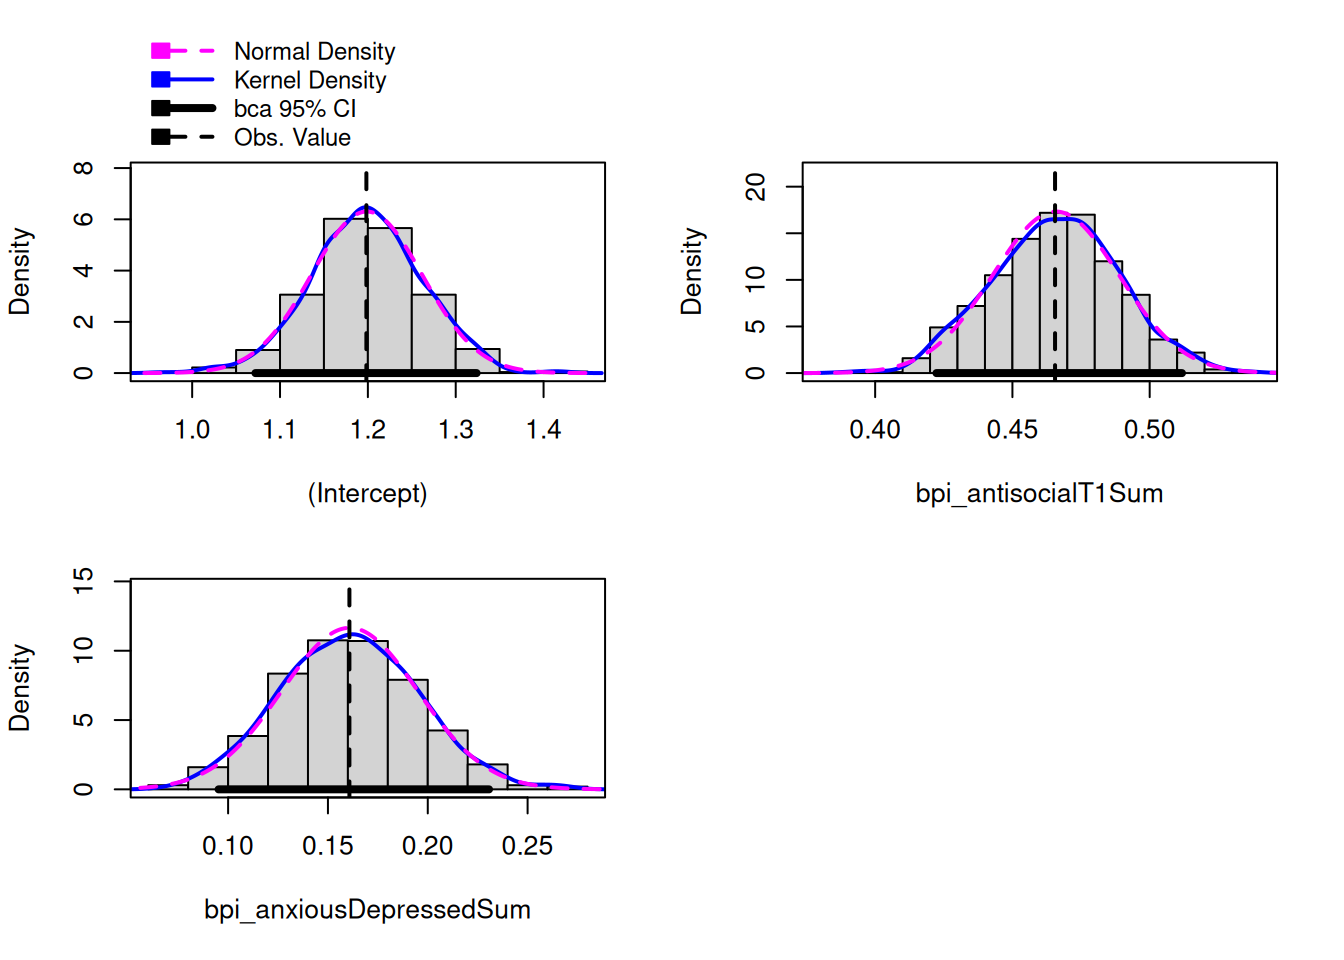 Normal Density
Kernel Density
bca 95% CI
Obs. Value
Density
0 2 4 6 8
1.0 1.1 1.2 1.3 1.4
(Intercept)
Density
0 5 10 20
0.40 0.45 0.50
bpi_antisocialT1Sum
Density
0 5 10 15
0.10 0.15 0.20 0.25
bpi_anxiousDepressedSum